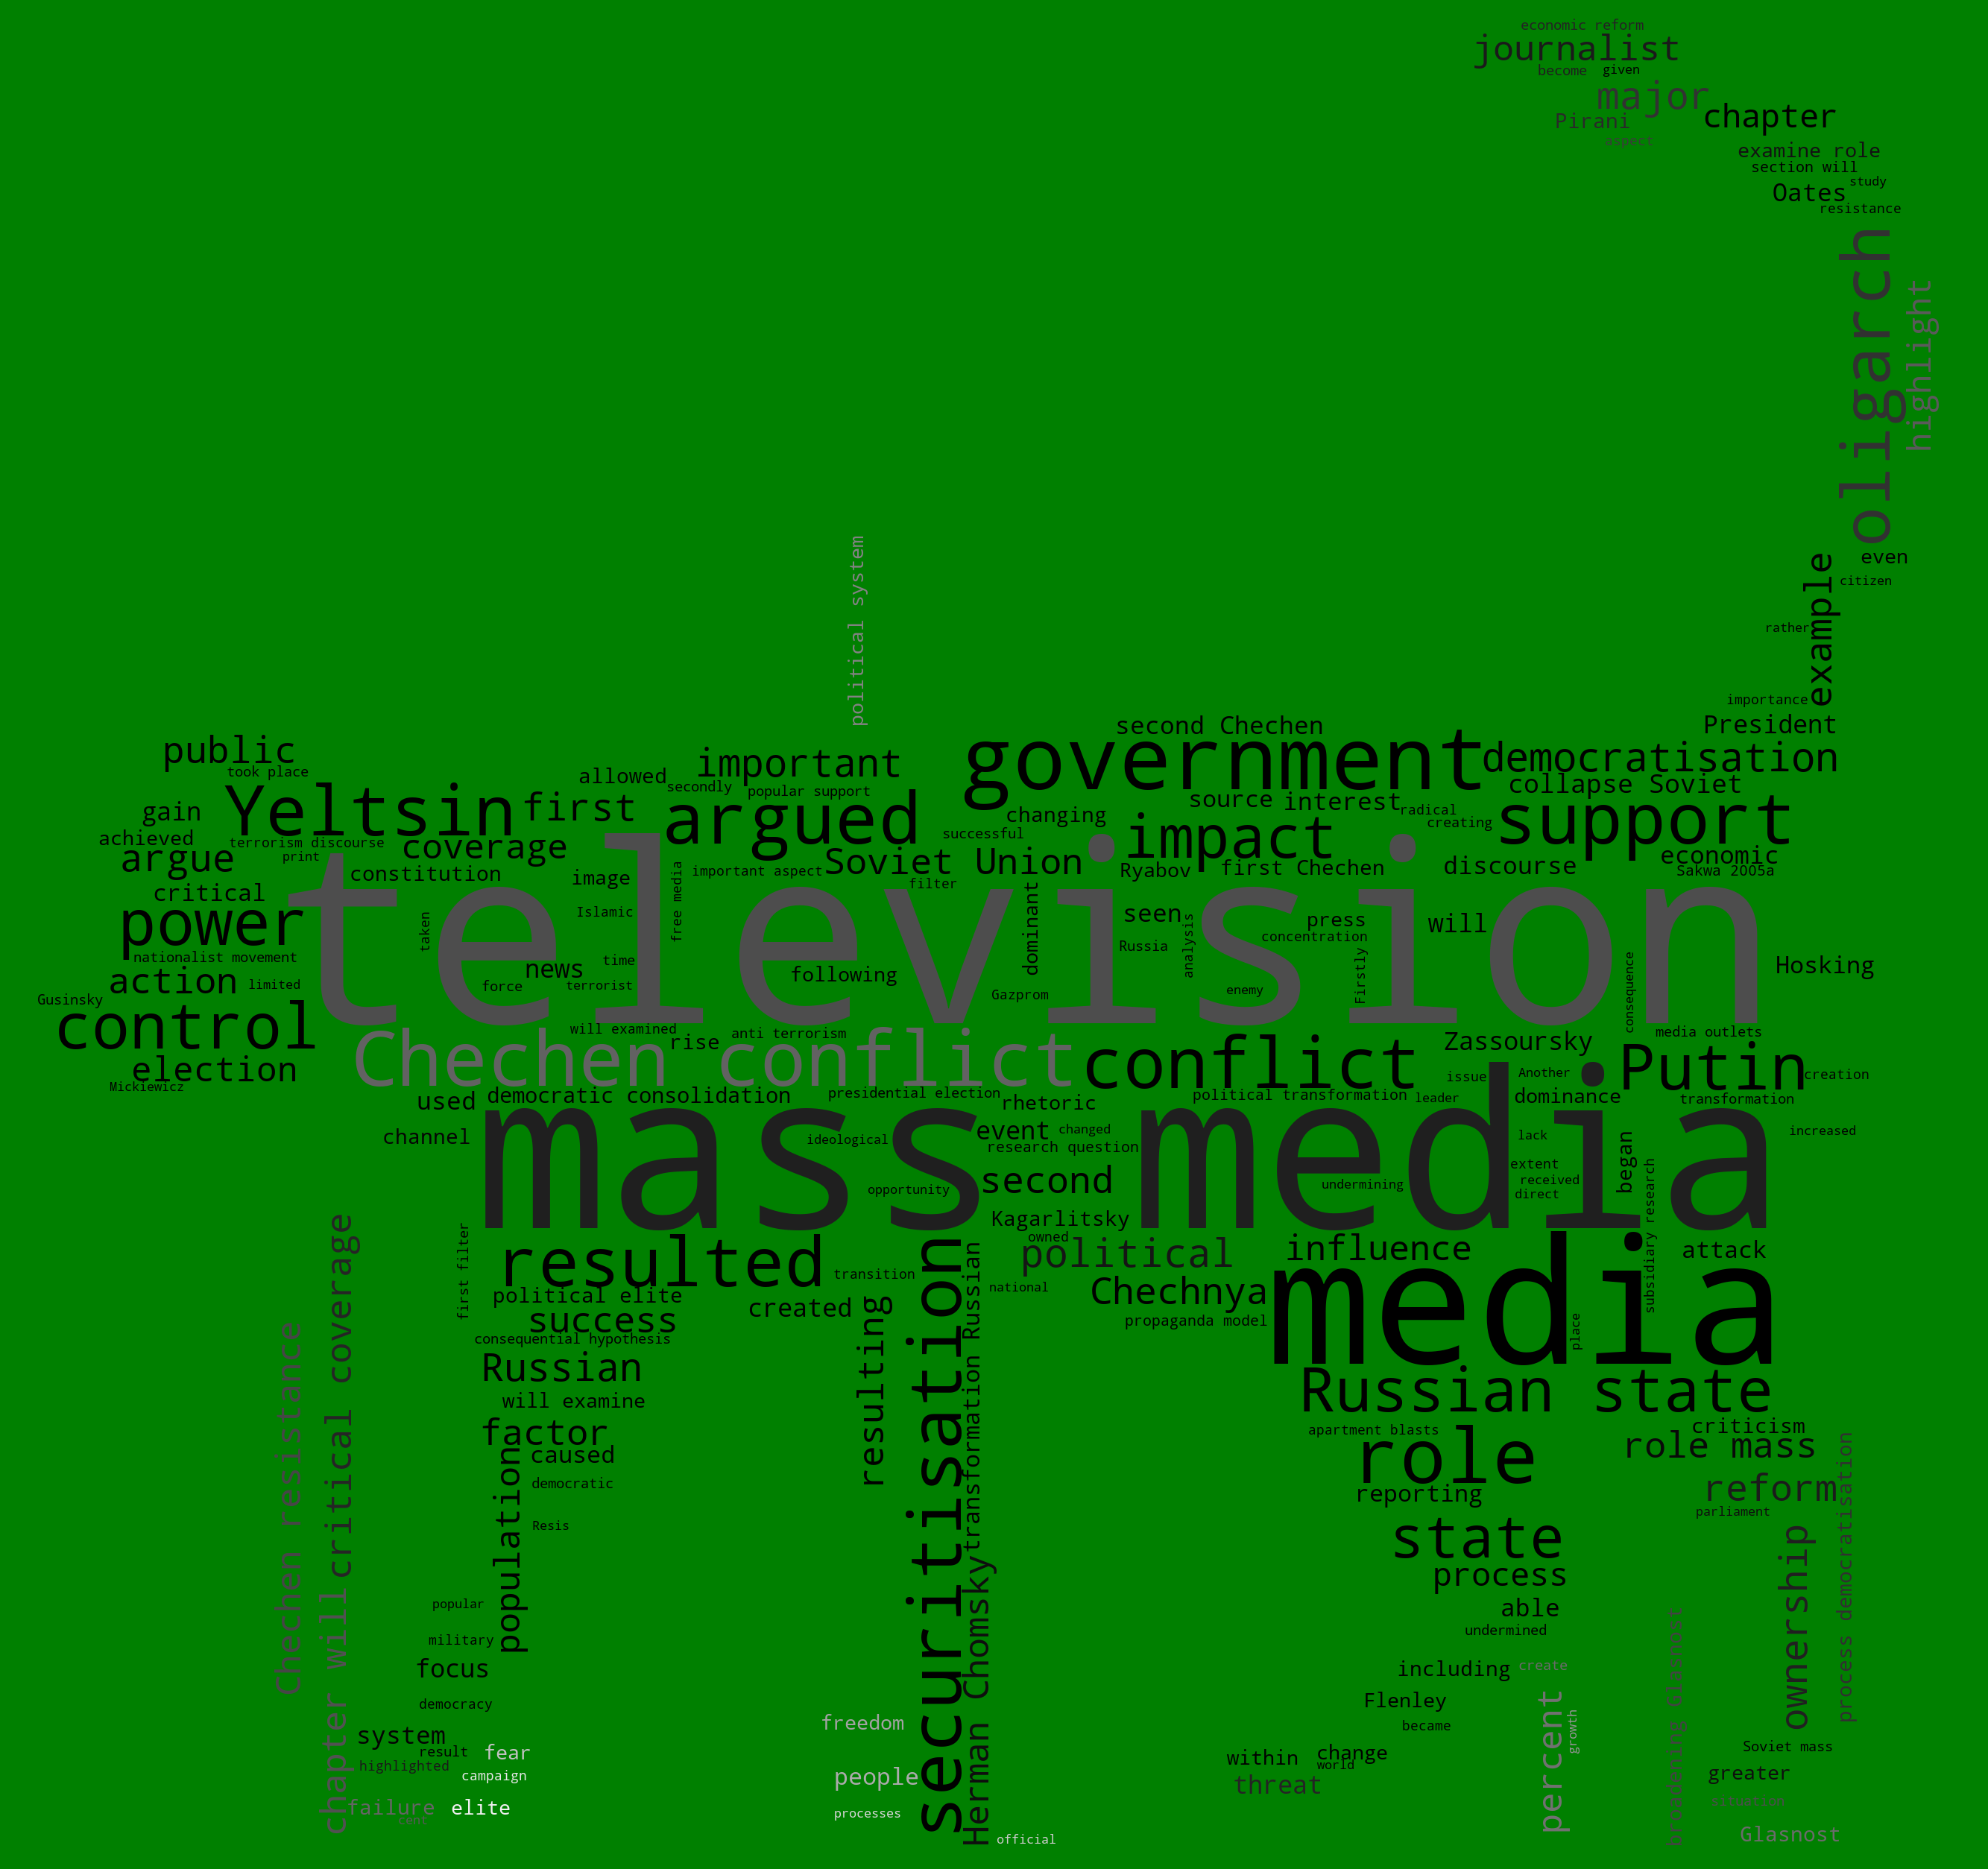 economic reform
journalist
become given
major
chapter
Pirani
aspect
examine role
section will
study
Oates
resistance
oligarch
highlight
political system
even
example
citizen
rather
importance
President
second Chechen
government
democratisation
public
took place
important
allowed
secondly
popular support
collapse Soviet
Yeltsin
first
argued
source
interest
radical
creating
support
gain
changing
impact
achieved
terrorism discourse
print
coverage
successful
Soviet Union
argue
economic
constitution
image
free media
important aspect
filter
Ryabov
first Chechen
discourse
Sakwa 2005a
critical
power
television
taken
Islamic
dominant
seen
press
will
concentration
Russia
analysis
nationalist movement
time
news
following
Firstly
consequence
Hosking
action
limited
force
terrorist
Gazprom
enemy
Gusinsky
control
will examined
anti terrorism
rise
Zassoursky
media outlets
Chechen conflict
conflict
Putin
election
Mickiewicz
issue
Another
creation
used
democratic consolidation
presidential election
rhetoric
political transformation
leader
dominance
transformation
channel
mass media
ideological
event
changed
research question
lack
began
increased
second
extent
received
direct
undermining
opportunity
subsidiary research
Kagarlitsky
owned
critical coverage
first filter
resulted
securitisation
political
influence
attack
transition
transformation Russian
national
media
political elite
created
resulting
Chechnya
success
propaganda model
place
consequential hypothesis
Chechen resistance
Russian
Russian state
will examine
factor
caused
apartment blasts
role
criticism
role mass
population
democratic
reporting
reform
process democratisation
parliament
Resis
state
ownership
process
Herman Chomsky
chapter will
popular
able
military
undermined
broadening Glasnost
focus
including
create
democracy
Flenley
percent
growth
freedom
became
system
result
fear
within
change
world
Soviet mass
highlighted
campaign
people
threat
greater
failure
elite
cent
processes
official
Glasnost